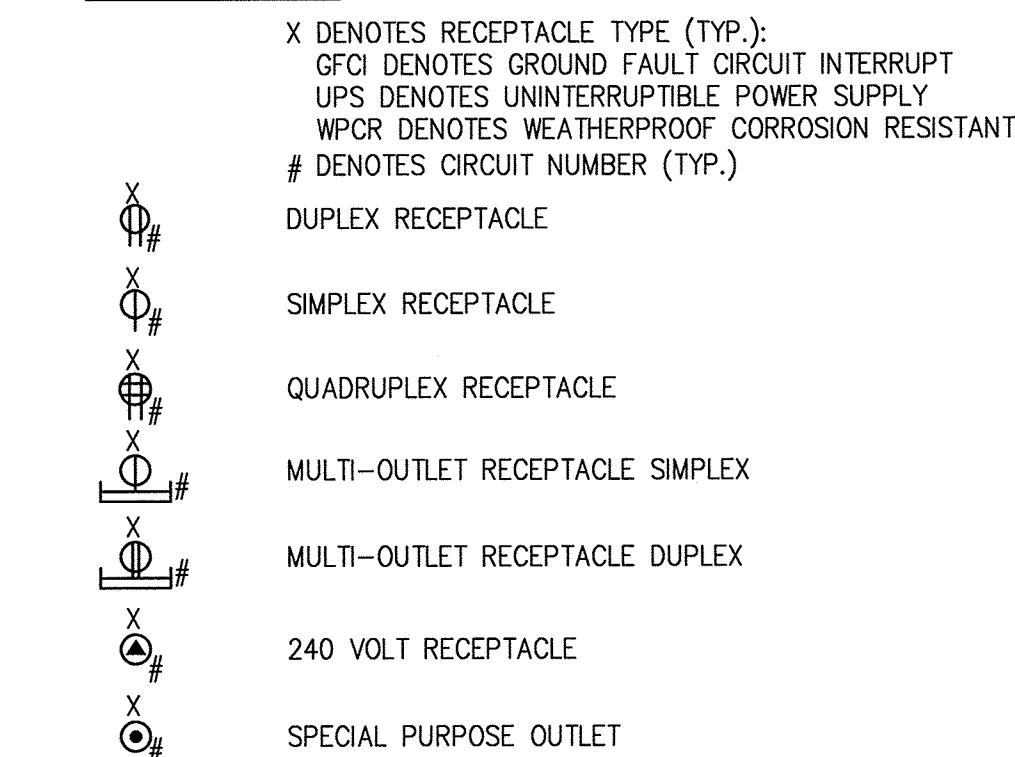 X DENOTES RECEPTACLE TYPE (TYP.):
GFCI DENOTES GROUND FAULT CIRCUIT INTERRUPT
UPS DENOTES UNINTERRUPTIBLE POWER SUPPLY
WPCR DENOTES WEATHERPROOF CORROSION RESISTANT
# DENOTES CIRCUIT NUMBER (TYP.)
X
# DUPLEX RECEPTACLE
X
# SIMPLEX RECEPTACLE
X
# QUADRUPLEX RECEPTACLE
X
# MULTI-OUTLET RECEPTACLE SIMPLEX
X
# MULTI-OUTLET RECEPTACLE DUPLEX
X
# 240 VOLT RECEPTACLE
X
# SPECIAL PURPOSE OUTLET